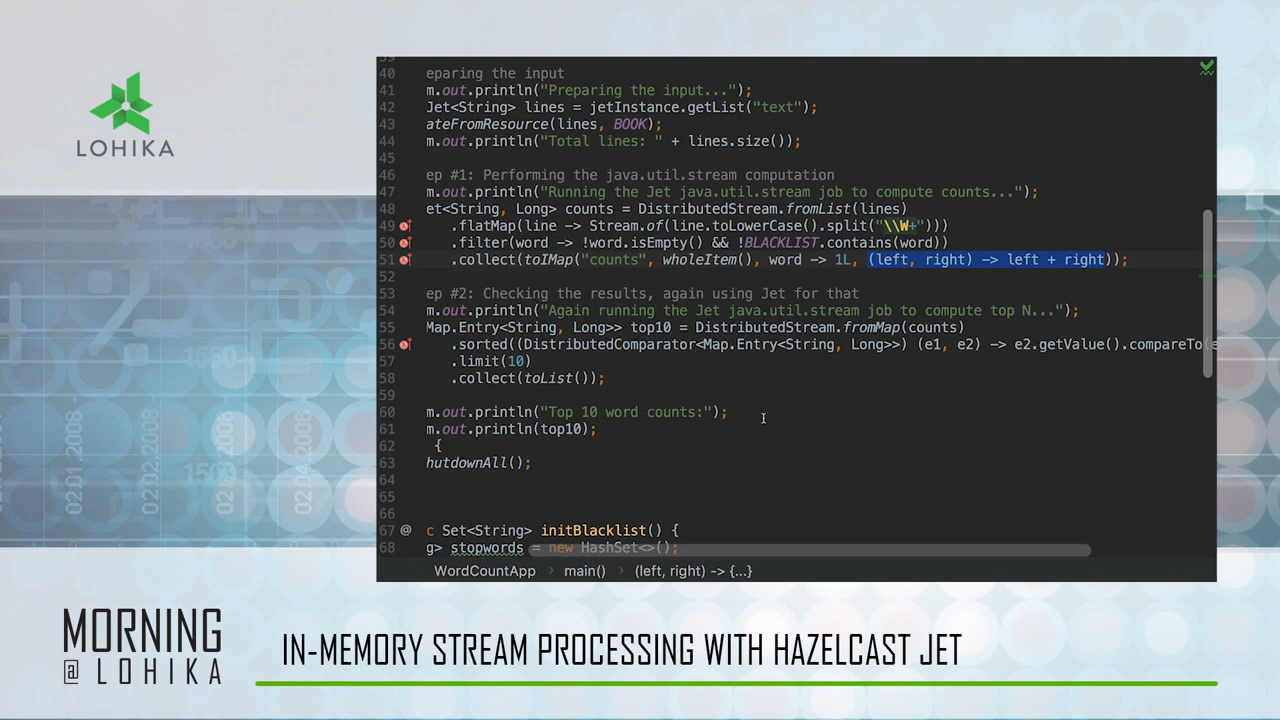 LOHIKA
40 eparing the input
41 m.out.println("Preparing the input...");
42 Jet<String> lines = jetInstance.getList("text");
43 ateFromResource(lines, BOOK);
44 m.out.println("Total lines: " + lines.size());
45
46 ep #1: Performing the java.util.stream computation
47 m.out.println("Running the Jet java.util.stream job to compute counts...");
48 et<String, Long> counts = DistributedStream.fromList(lines)
49 .flatMap(line -> Stream.of(line.toLowerCase().split("\\W+")))
50 .filter(word -> !word.isEmpty() && !BLACKLIST.contains(word))
51 .collect(toIMap("counts", wholeItem(), word -> 1L, (left, right) -> left + right));
52
53 ep #2: Checking the results, again using Jet for that
54 m.out.println("Again running the Jet java.util.stream job to compute top N...");
55 Map.Entry<String, Long>> top10 = DistributedStream.fromMap(counts)
56 .sorted((DistributedComparator<Map.Entry<String, Long>>) (e1, e2) -> e2.getValue().compareTo(e
57 .limit(10)
58 .collect(toList());
59
60 m.out.println("Top 10 word counts:");
61 m.out.println(top10);
62 {
63 hutdownAll();
64
65
66
67 @ c Set<String> initBlacklist() {
68 g> stopwords = new HashSet<>();
WordCountApp > main() > (left, right) -> {...}
02.01.2008
02.02.2008
MORNING
@ LOHIKA
IN-MEMORY STREAM PROCESSING WITH HAZELCAST JET